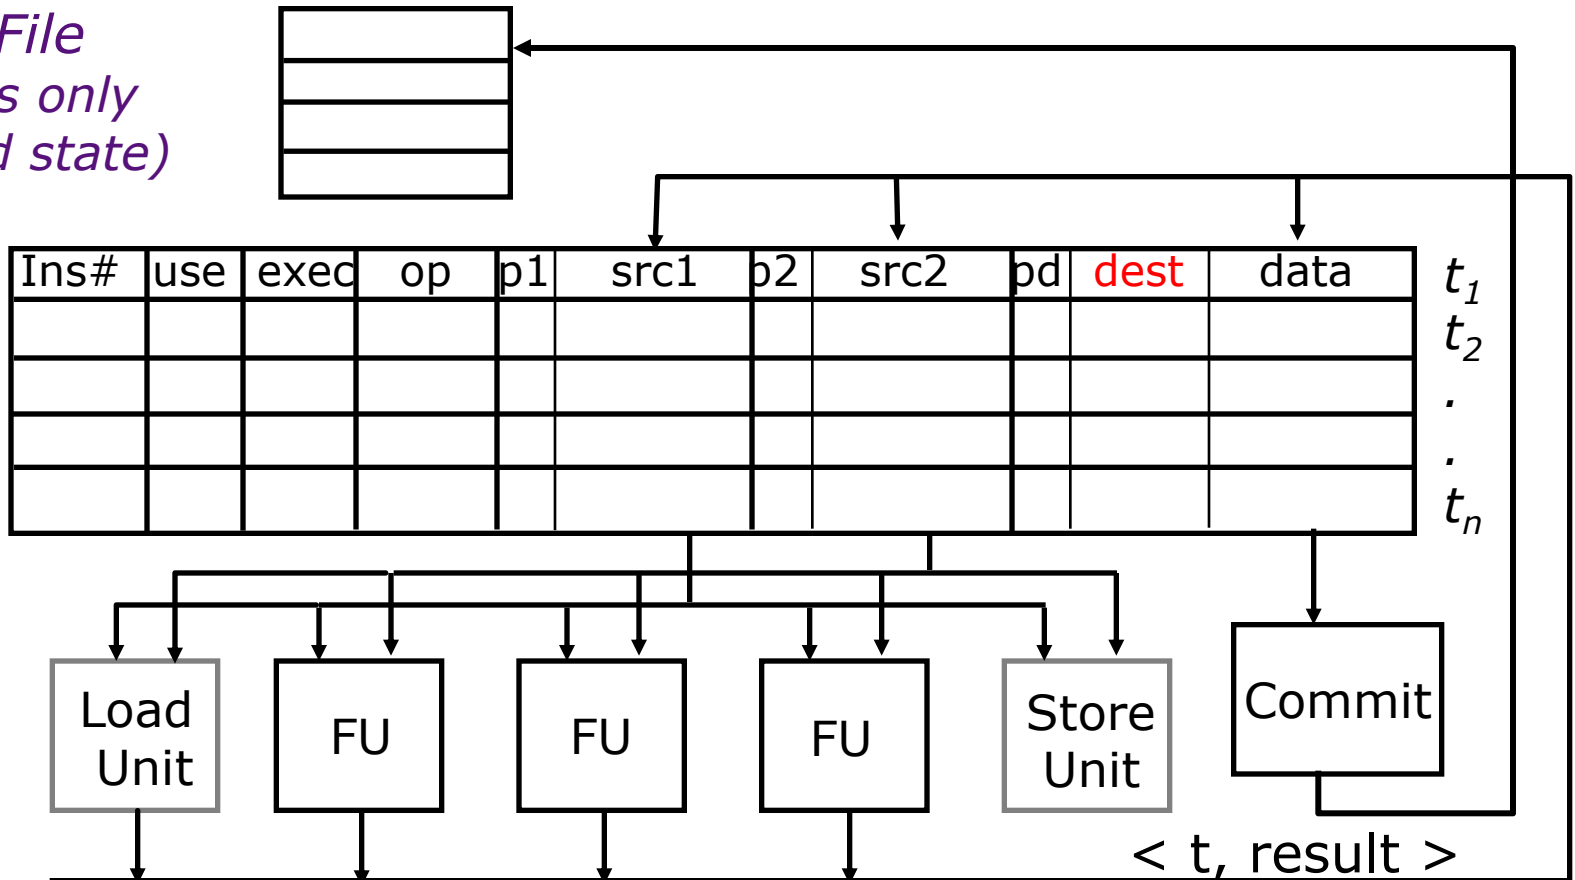 File
s only
d state)
Ins# use exec op p1 src1 p2 src2 pd dest data
t1
t2
.
.
tn
Load Unit
FU
FU
FU
Store Unit
Commit
< t, result >